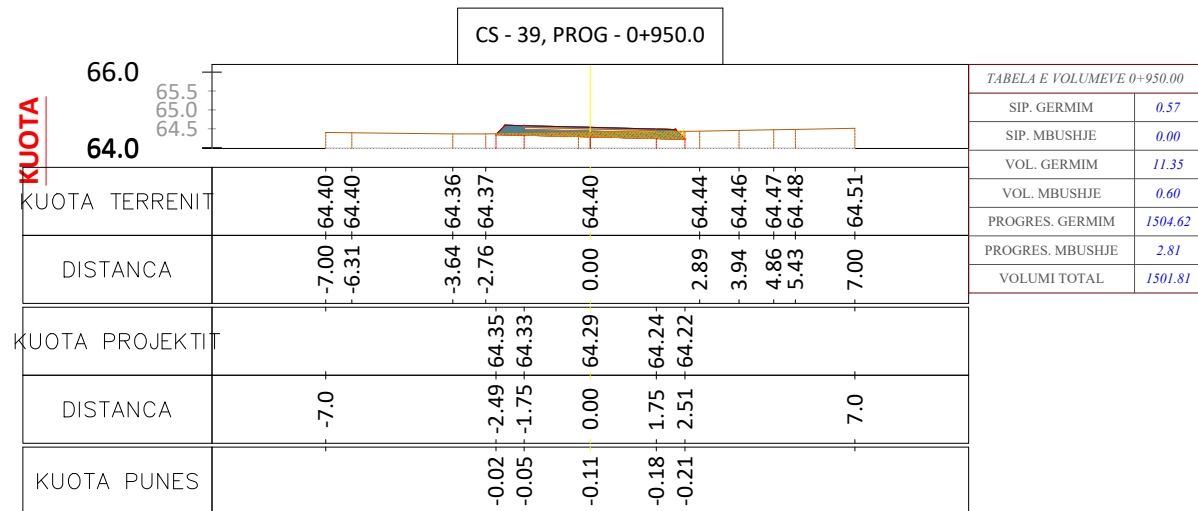 CS - 39, PROG - 0+950.0
KUOTA
66.0
65.5
65.0
64.5
64.0
TABELA E VOLUMEVE 0+950.00
SIP. GERMIM 0.57
SIP. MBUSHJE 0.00
VOL. GERMIM 11.35
VOL. MBUSHJE 0.60
PROGRES. GERMIM 1504.62
PROGRES. MBUSHJE 2.81
VOLUMI TOTAL 1501.81
KUOTA TERRENIT 64.40 64.40 64.36 64.37 64.40 64.44 64.46 64.47 64.48 64.51
DISTANCA -7.00 -6.31 -3.64 -2.76 0.00 2.89 3.94 4.86 5.43 7.00
KUOTA PROJEKTIT 64.35 64.33 64.29 64.24 64.22
DISTANCA -7.0 -2.49 -1.75 0.00 1.75 2.51 7.0
KUOTA PUNES -0.02 -0.05 -0.11 -0.18 -0.21